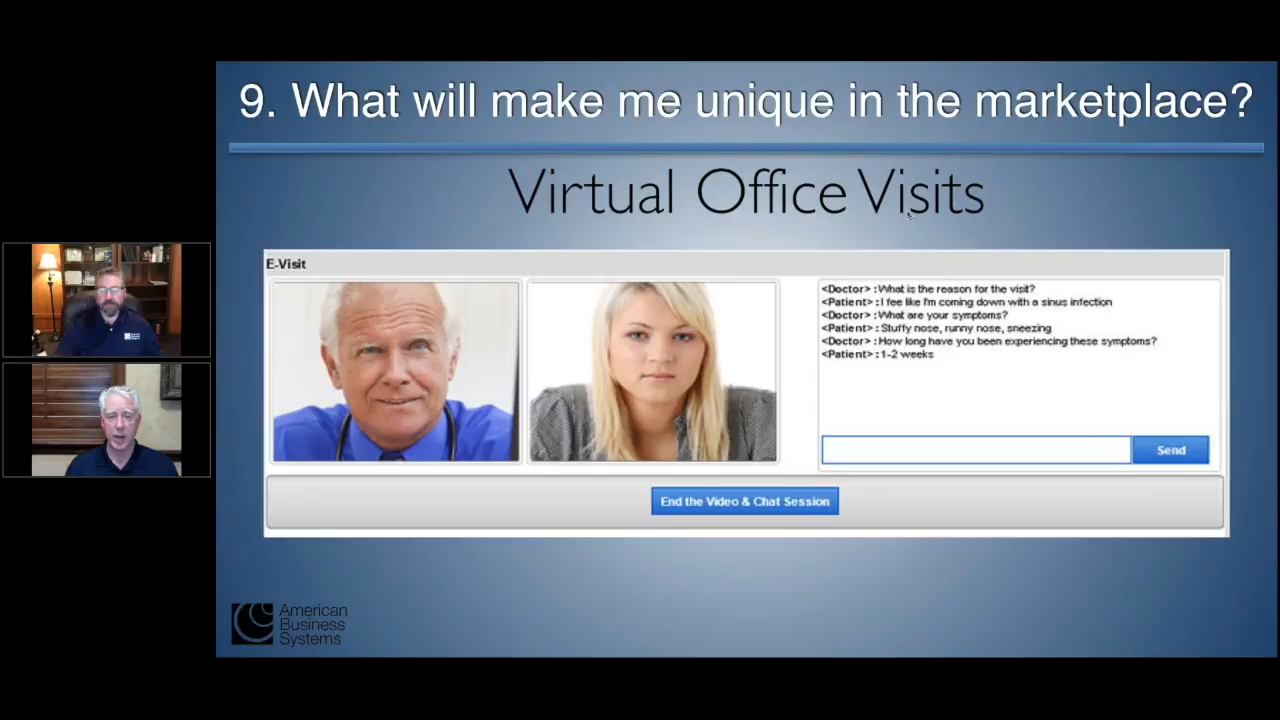 9. What will make me unique in the marketplace?
Virtual Office Visits
E-Visit
<Doctor> : What is the reason for the visit?
<Patient> : I feel like I'm coming down with a sinus infection
<Doctor> : What are your symptoms?
<Patient> : Stuffy nose, runny nose, sneezing
<Doctor> : How long have you been experiencing these symptoms?
<Patient> : 1-2 weeks
Send
End the Video & Chat Session
American
Business
Systems